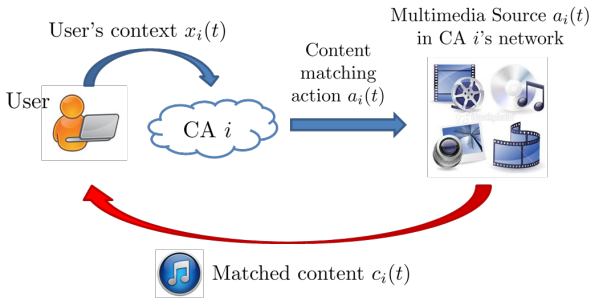 User's context x_i(t)
Multimedia Source a_i(t)
in CA i's network
Content
matching
action a_i(t)
User
CA i
Matched content c_i(t)